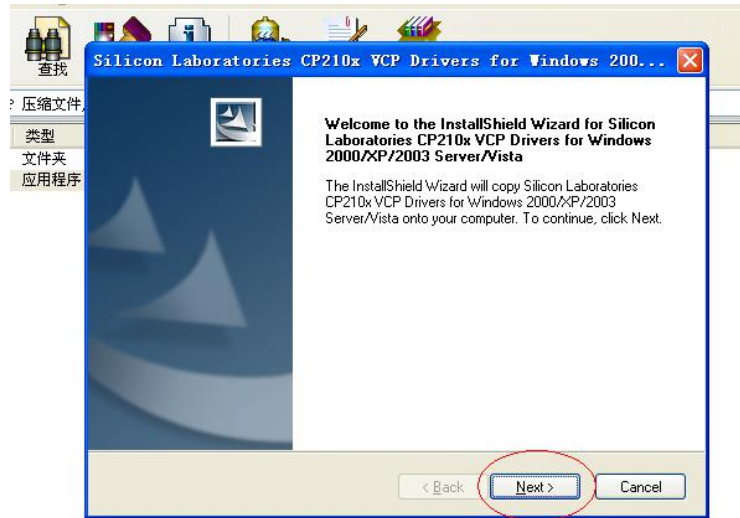 查找
Silicon Laboratories CP210x VCP Drivers for Windows 200...
压缩文件
类型
文件夹
应用程序
Welcome to the InstallShield Wizard for Silicon
Laboratories CP210x VCP Drivers for Windows
2000/XP/2003 Server/Vista
The InstallShield Wizard will copy Silicon Laboratories
CP210x VCP Drivers for Windows 2000/XP/2003
Server/Vista onto your computer. To continue, click Next.
< Back
Next >
Cancel